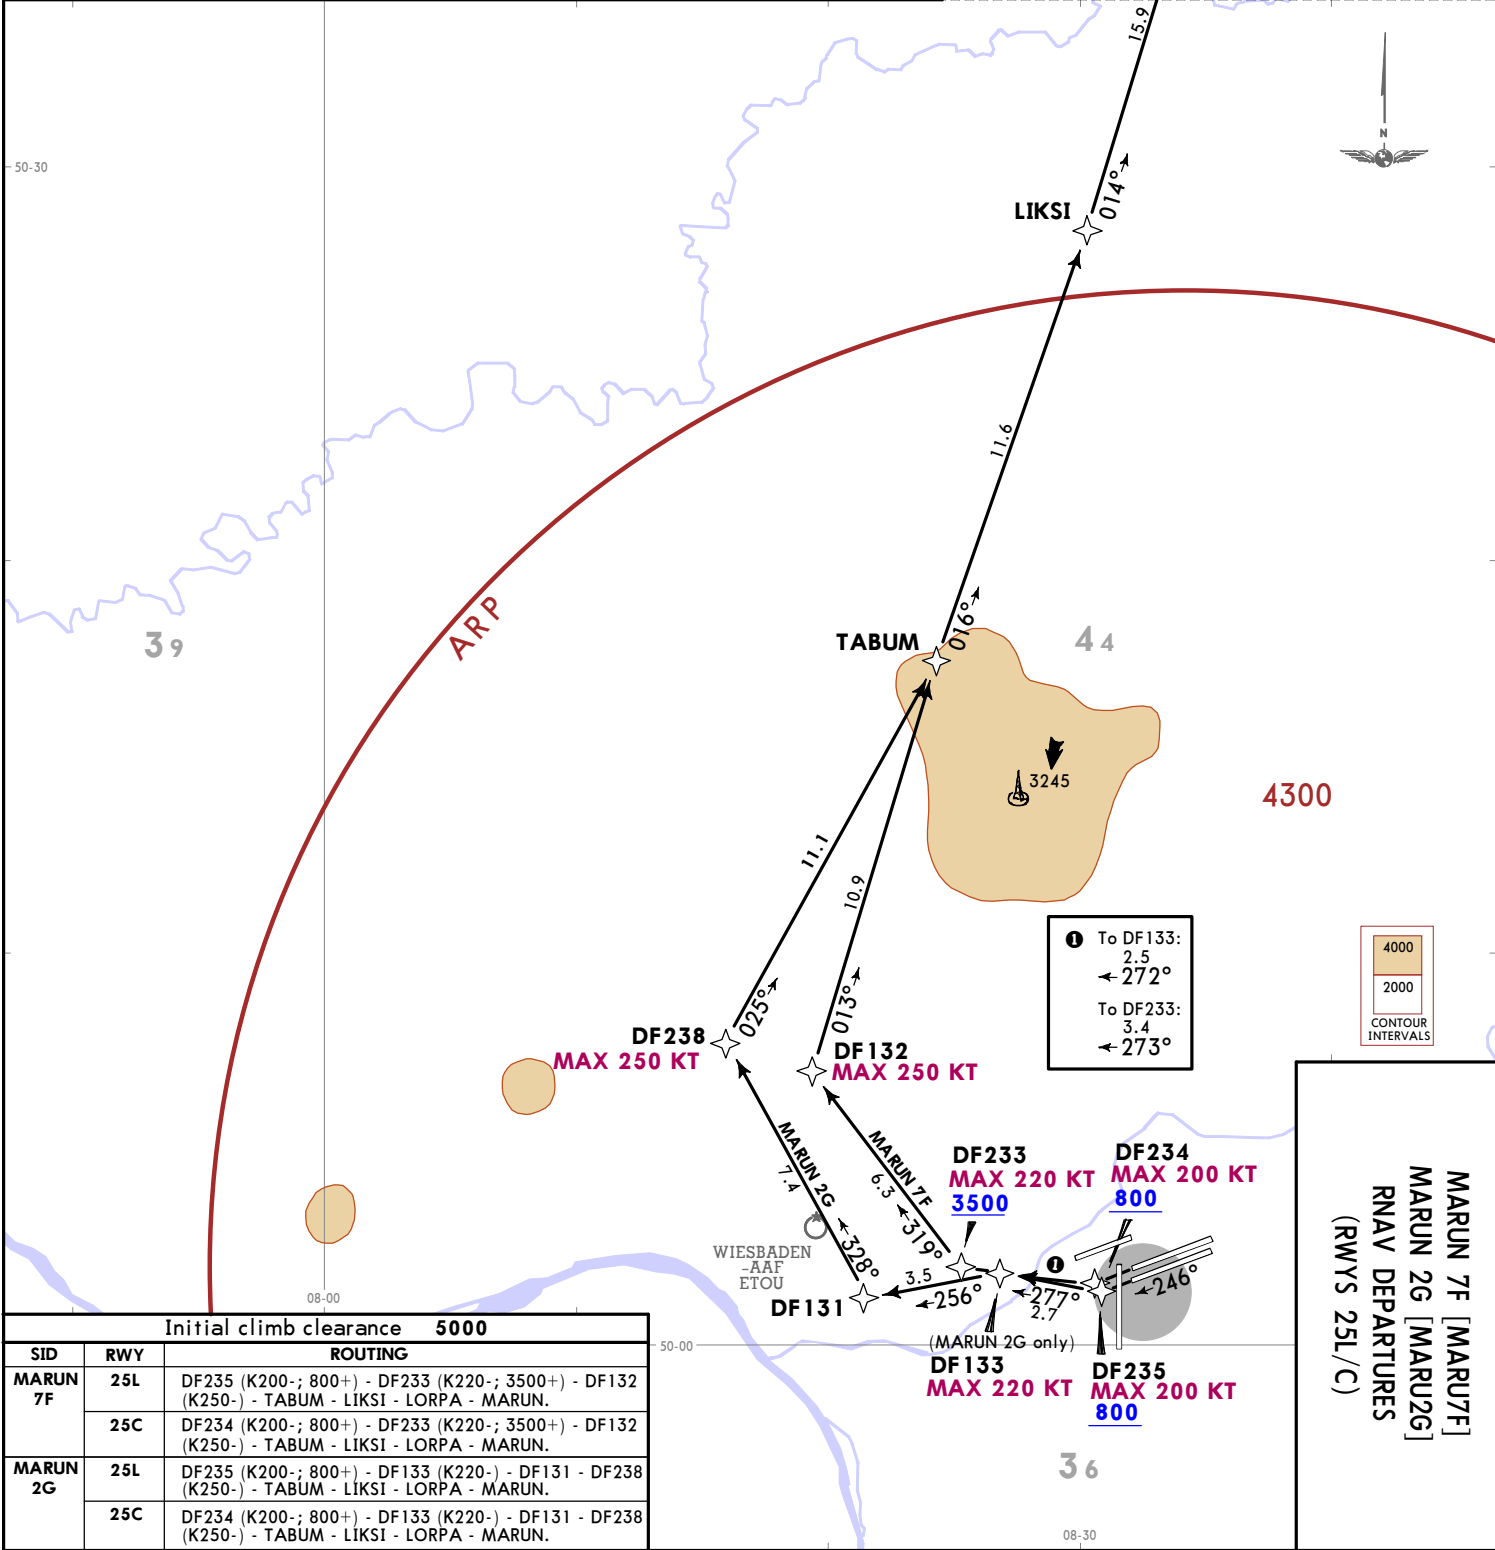 15.9
N
50-30
LIKSI
014°
11.6
ARP
39
TABUM
016°
44
3245
4300
11.1
10.9
❶ To DF133:
2.5
272°
To DF233:
3.4
273°
4000
2000
CONTOUR
INTERVALS
025°
013°
DF238
MAX 250 KT
DF132
MAX 250 KT
MARUN 2G
7.4
328°
MARUN 7F
6.3
319°
DF233
MAX 220 KT
3500
DF234
MAX 200 KT
800
WIESBADEN
-AAF
ETOU
❶
246°
3.5
256°
277°
2.7
DF131
08-00
50-00
(MARUN 2G only)
DF133
MAX 220 KT
DF235
MAX 200 KT
800
36
08-30
MARUN 7F [MARU7F]
MARUN 2G [MARU2G]
RNAV DEPARTURES
(RWYS 25L/C)
Initial climb clearance 5000
SID RWY ROUTING
MARUN 25L DF235 (K200-; 800+) - DF233 (K220-; 3500+) - DF132
7F (K250-) - TABUM - LIKSI - LORPA - MARUN.
25C DF234 (K200-; 800+) - DF233 (K220-; 3500+) - DF132
(K250-) - TABUM - LIKSI - LORPA - MARUN.
MARUN 25L DF235 (K200-; 800+) - DF133 (K220-) - DF131 - DF238
2G (K250-) - TABUM - LIKSI - LORPA - MARUN.
25C DF234 (K200-; 800+) - DF133 (K220-) - DF131 - DF238
(K250-) - TABUM - LIKSI - LORPA - MARUN.